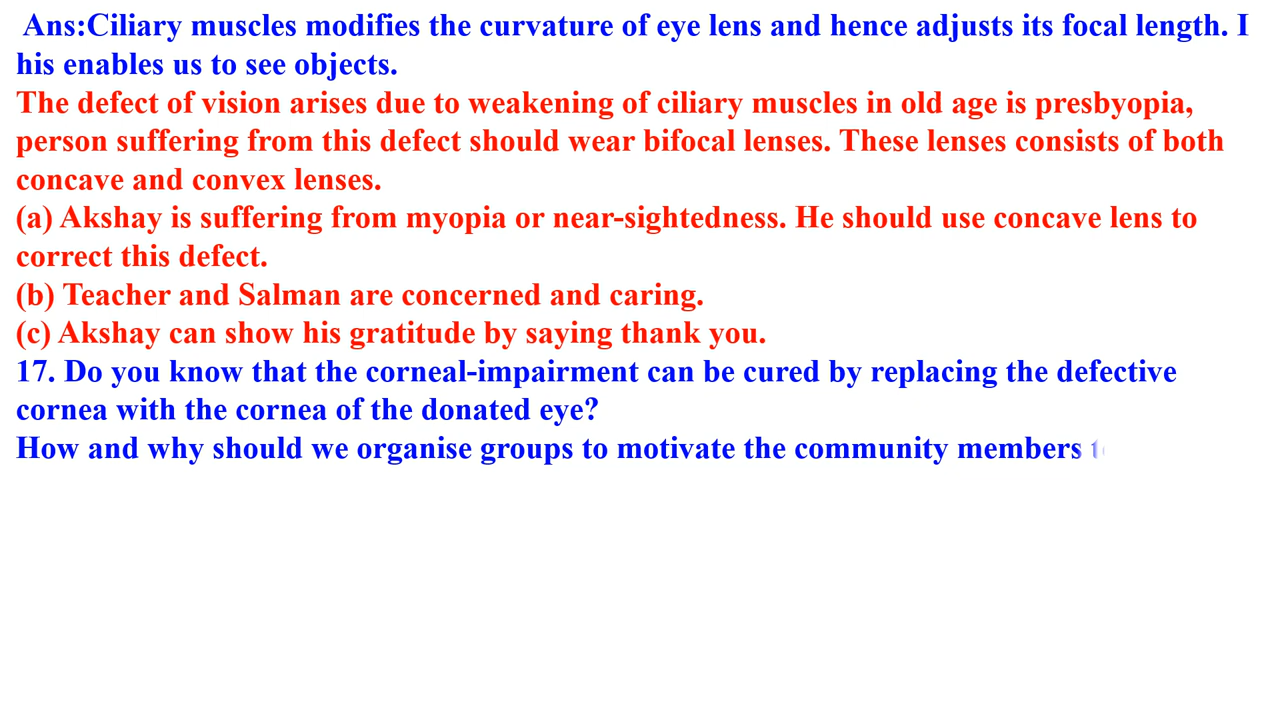 Ans:Ciliary muscles modifies the curvature of eye lens and hence adjusts its focal length. I
his enables us to see objects.
The defect of vision arises due to weakening of ciliary muscles in old age is presbyopia,
person suffering from this defect should wear bifocal lenses. These lenses consists of both
concave and convex lenses.
(a) Akshay is suffering from myopia or near-sightedness. He should use concave lens to
correct this defect.
(b) Teacher and Salman are concerned and caring.
(c) Akshay can show his gratitude by saying thank you.
17. Do you know that the corneal-impairment can be cured by replacing the defective
cornea with the cornea of the donated eye?
How and why should we organise groups to motivate the community members